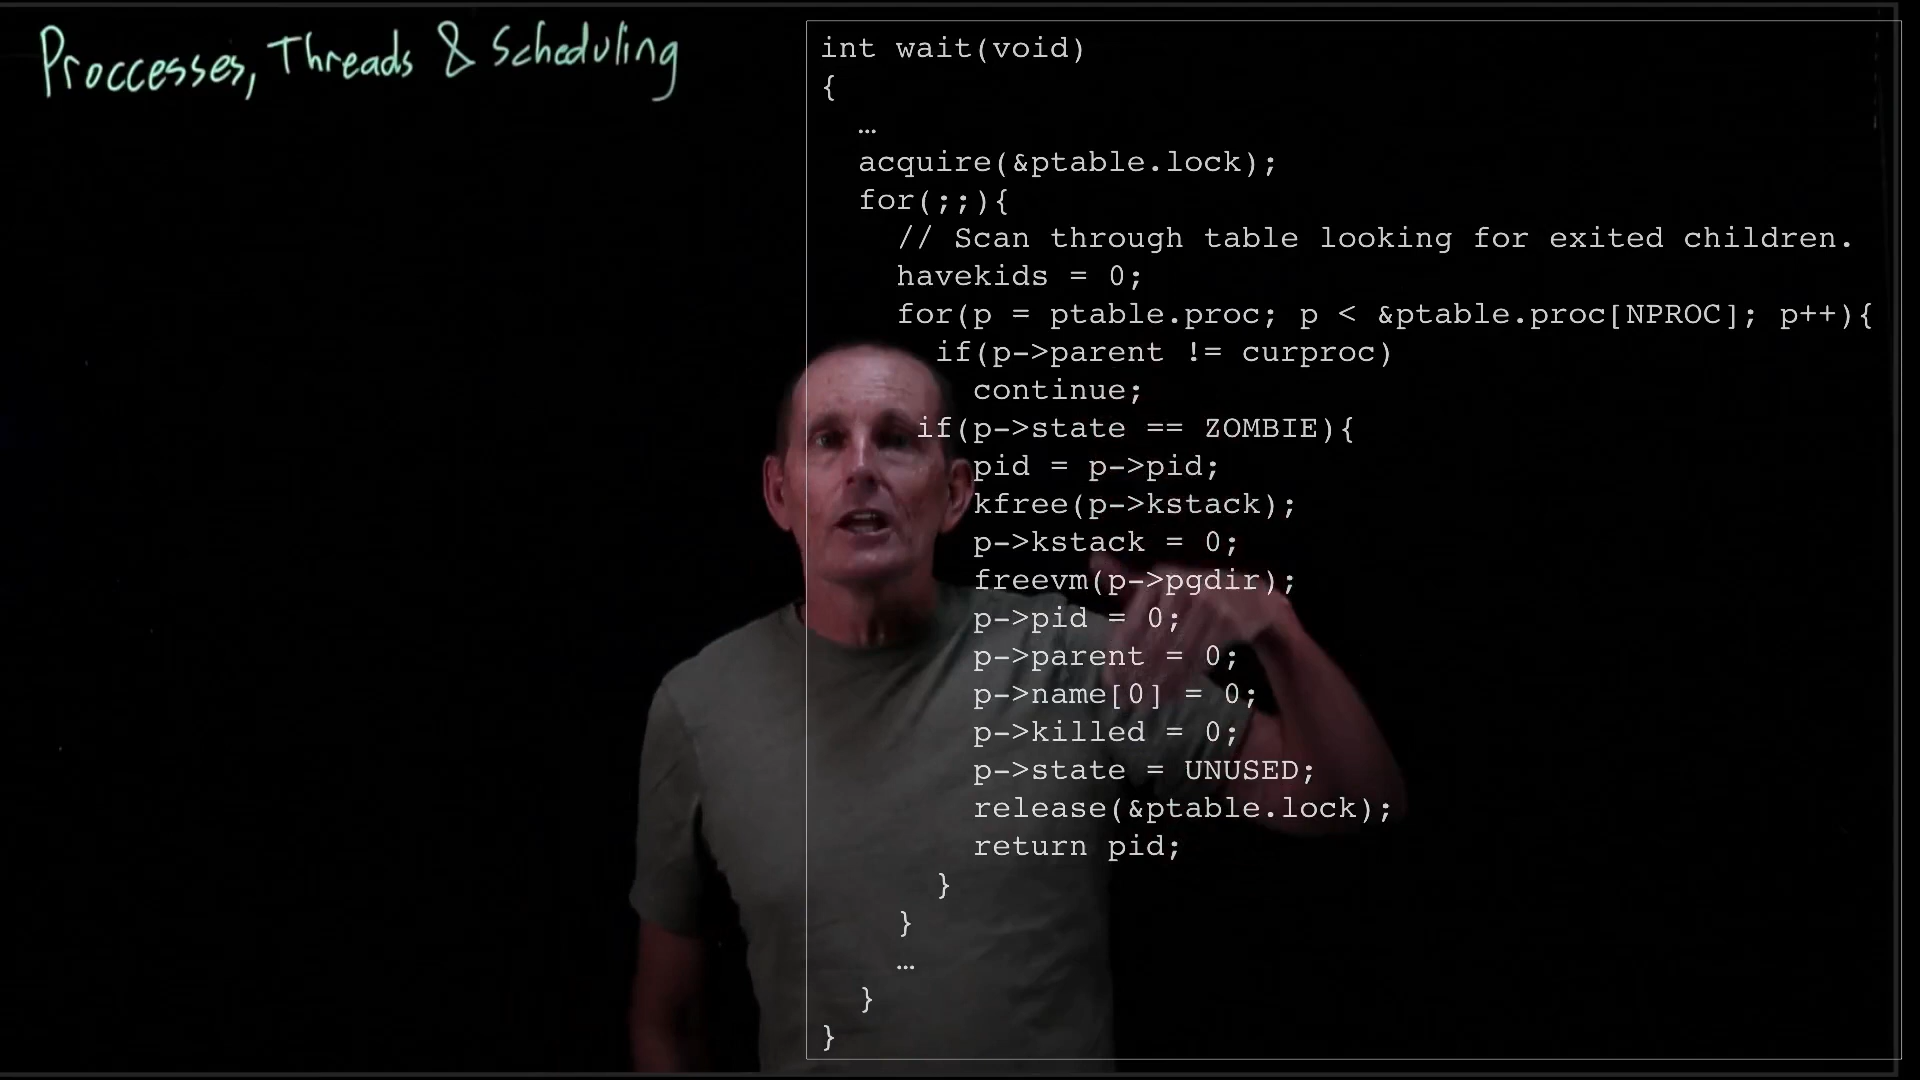 Proccesses, Threads & Scheduling
int wait(void)
{
…
acquire(&ptable.lock);
for(;;){
// Scan through table looking for exited children.
havekids = 0;
for(p = ptable.proc; p < &ptable.proc[NPROC]; p++){
if(p->parent != curproc)
continue;
if(p->state == ZOMBIE){
pid = p->pid;
kfree(p->kstack);
p->kstack = 0;
freevm(p->pgdir);
p->pid = 0;
p->parent = 0;
p->name[0] = 0;
p->killed = 0;
p->state = UNUSED;
release(&ptable.lock);
return pid;
}
}
…
}
}